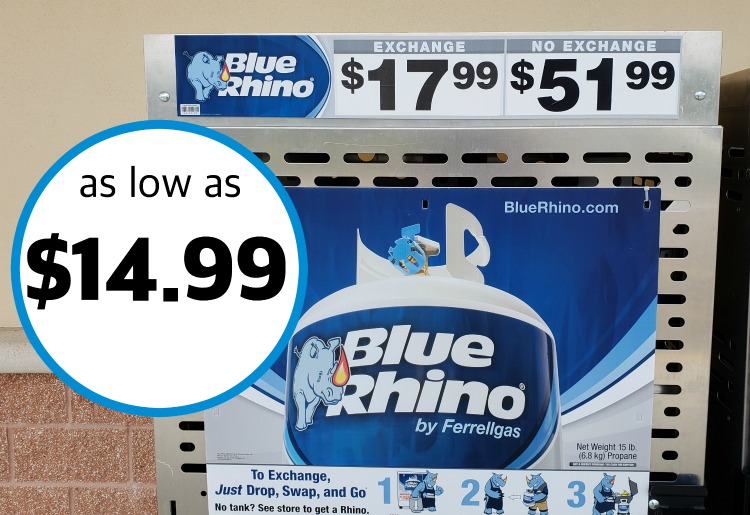 Blue
Rhino®
EXCHANGE
$17 99
NO EXCHANGE
$51 99
as low as
$14.99
BlueRhino.com
Blue
Rhino®
by Ferrellgas
Net Weight 15 lb.
(6.8 kg) Propane
To Exchange,
Just Drop, Swap, and Go
No tank? See store to get a Rhino.
1 2 3